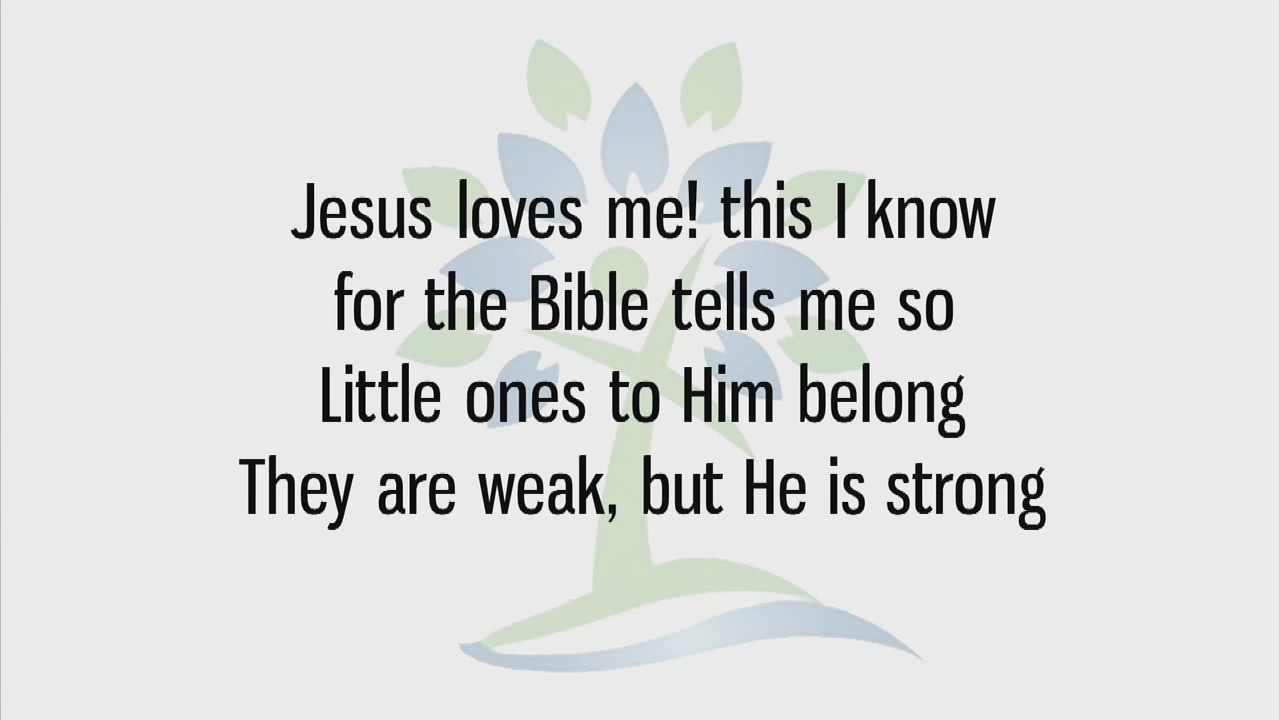 Jesus loves me! this I know
for the Bible tells me so
Little ones to Him belong
They are weak, but He is strong